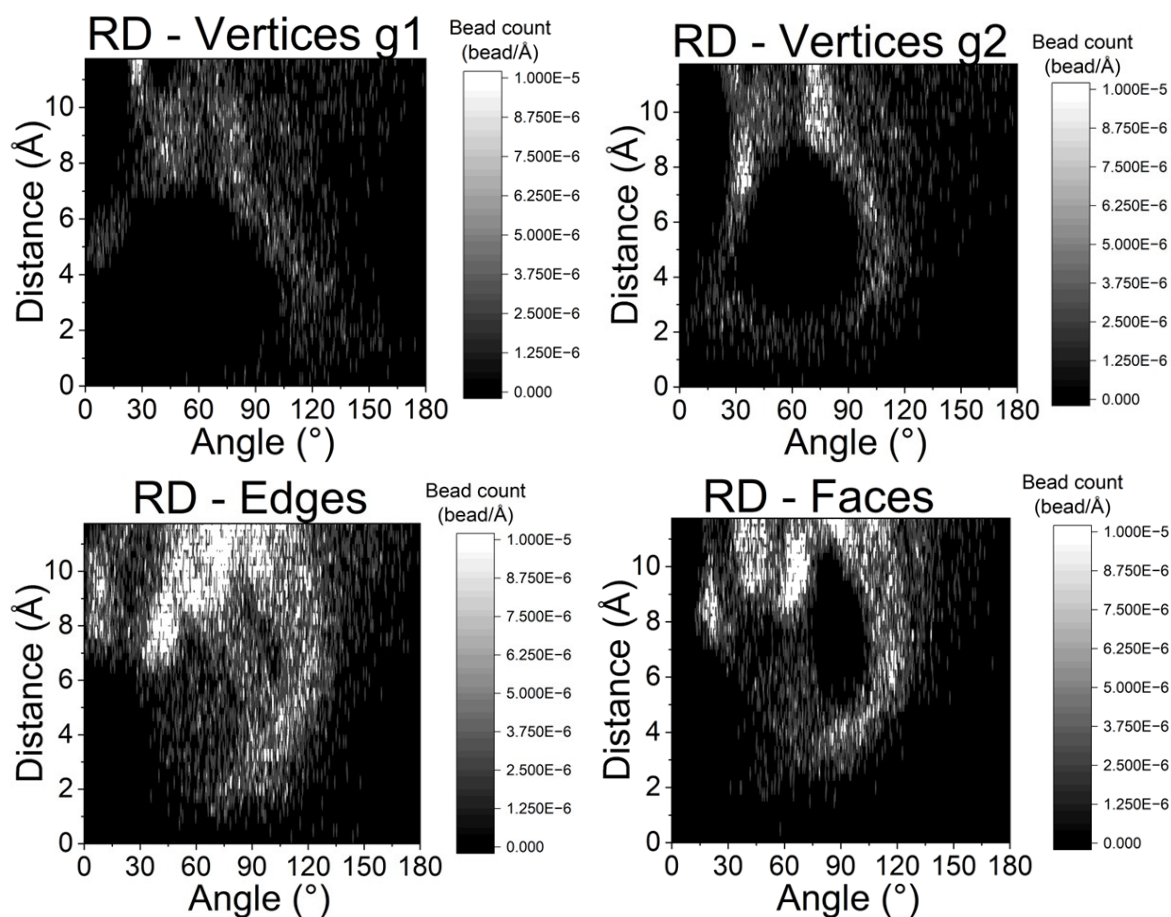 RD - Vertices g1
Bead count
(bead/Å)
1.000E-5
8.750E-6
7.500E-6
6.250E-6
5.000E-6
3.750E-6
2.500E-6
1.250E-6
0.000
Distance (Å)
10
8
6
4
2
0
0 30 60 90 120 150 180
Angle (°)
RD - Vertices g2
Bead count
(bead/Å)
1.000E-5
8.750E-6
7.500E-6
6.250E-6
5.000E-6
3.750E-6
2.500E-6
1.250E-6
0.000
Distance (Å)
10
8
6
4
2
0
0 30 60 90 120 150 180
Angle (°)
RD - Edges
Bead count
(bead/Å)
1.000E-5
8.750E-6
7.500E-6
6.250E-6
5.000E-6
3.750E-6
2.500E-6
1.250E-6
0.000
Distance (Å)
10
8
6
4
2
0
0 30 60 90 120 150 180
Angle (°)
RD - Faces
Bead count
(bead/Å)
1.000E-5
8.750E-6
7.500E-6
6.250E-6
5.000E-6
3.750E-6
2.500E-6
1.250E-6
0.000
Distance (Å)
10
8
6
4
2
0
0 30 60 90 120 150 180
Angle (°)